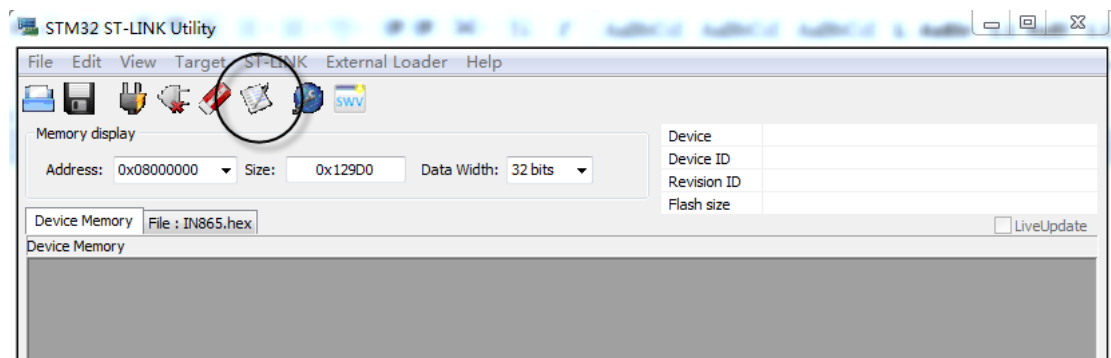 STM32 ST-LINK Utility
File Edit View Target ST-LINK External Loader Help
SWV
Memory display
Address: 0x08000000 Size: 0x129D0 Data Width: 32 bits
Device
Device ID
Revision ID
Flash size
Device Memory File : IN865.hex LiveUpdate
Device Memory